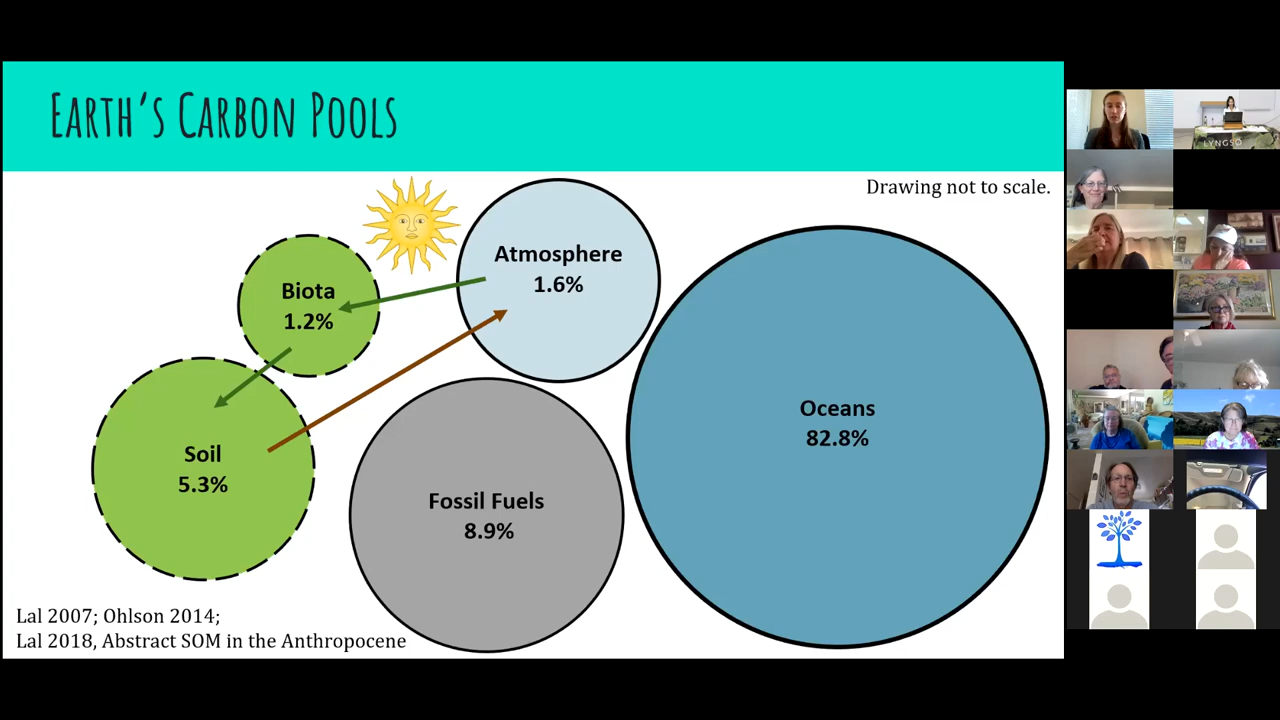 EARTH'S CARBON POOLS
Drawing not to scale.
Atmosphere
1.6%
Biota
1.2%
Oceans
82.8%
Soil
5.3%
Fossil Fuels
8.9%
Lal 2007; Ohlson 2014;
Lal 2018, Abstract SOM in the Anthropocene
LYNGSO